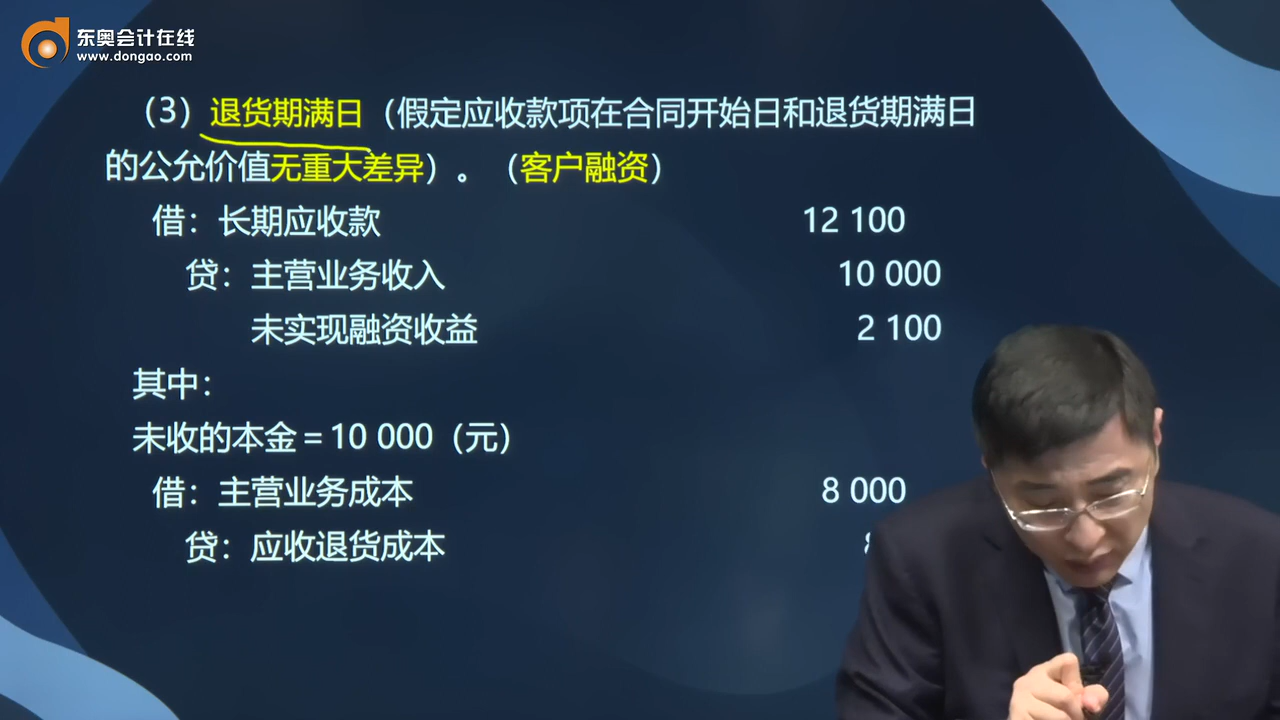 东奥会计在线
www.dongao.com
（3）退货期满日（假定应收款项在合同开始日和退货期满日
的公允价值无重大差异）。（客户融资）
借：长期应收款 12 100
贷：主营业务收入 10 000
未实现融资收益 2 100
其中：
未收的本金＝10 000（元）
借：主营业务成本 8 000
贷：应收退货成本